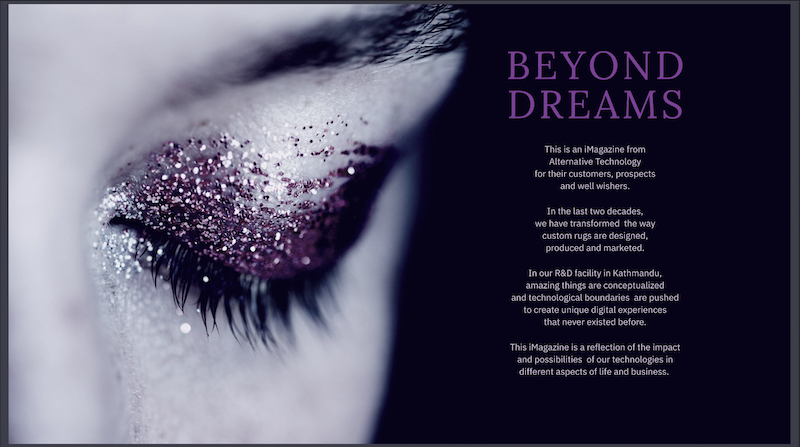 BEYOND
DREAMS
This is an iMagazine from
Alternative Technology
for their customers, prospects
and well wishers.
In the last two decades,
we have transformed the way
custom rugs are designed,
produced and marketed.
In our R&D facility in Kathmandu,
amazing things are conceptualized
and technological boundaries are pushed
to create unique digital experiences
that never existed before.
This iMagazine is a reflection of the impact
and possibilities of our technologies in
different aspects of life and business.